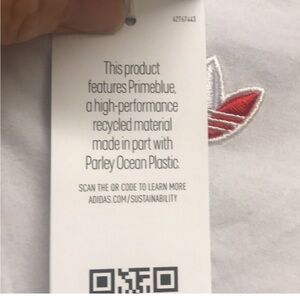 62767443
This product
features Primeblue,
a high-performance
recycled material
made in part with
Parley Ocean Plastic.
SCAN THE QR CODE TO LEARN MORE
ADIDAS.COM/SUSTAINABILITY